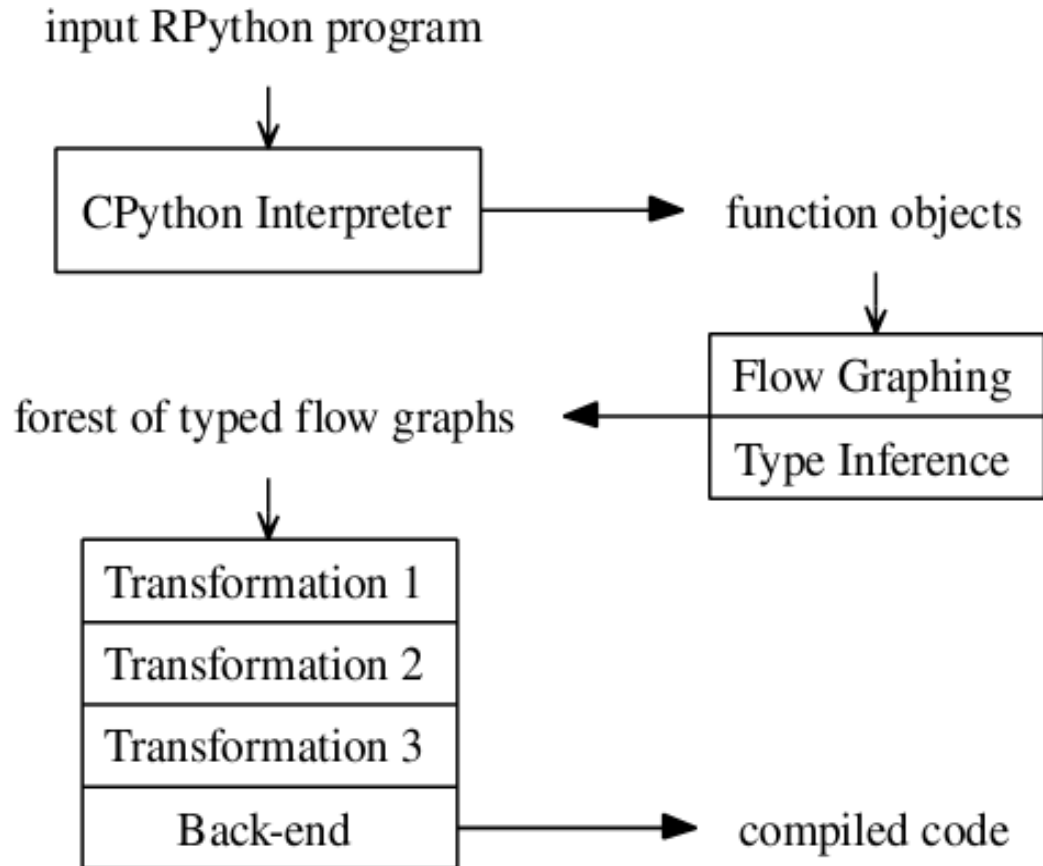 input RPython program
CPython Interpreter
function objects
Flow Graphing
Type Inference
forest of typed flow graphs
Transformation 1
Transformation 2
Transformation 3
Back-end
compiled code